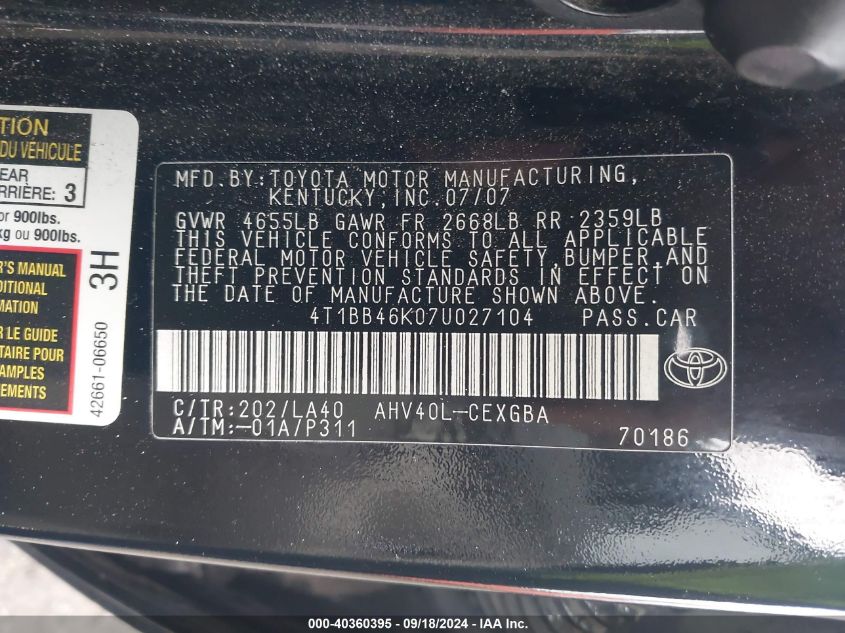 TION
DU VÉHICULE
EAR
RRIÈRE: 3
or 900lbs.
kg ou 900lbs.
R'S MANUAL
DITIONAL
MATION
R LE GUIDE
TAIRE POUR
AMPLES
NEMENTS
3H
42661-06650
MFD.BY:TOYOTA MOTOR MANUFACTURING,
KENTUCKY,INC.07/07
GVWR 4655LB GAWR FR 2668LB RR 2359LB
THIS VEHICLE CONFORMS TO ALL APPLICABLE
FEDERAL MOTOR VEHICLE SAFETY,BUMPER,AND
THEFT PREVENTION STANDARDS IN EFFECT ON
THE DATE OF MANUFACTURE SHOWN ABOVE.
4T1BB46K07U027104 PASS.CAR
C/TR:202/LA40 AHV40L-CEXGBA
A/TM:-01A/P311 70186
000-40360395 - 09/18/2024 - IAA Inc.